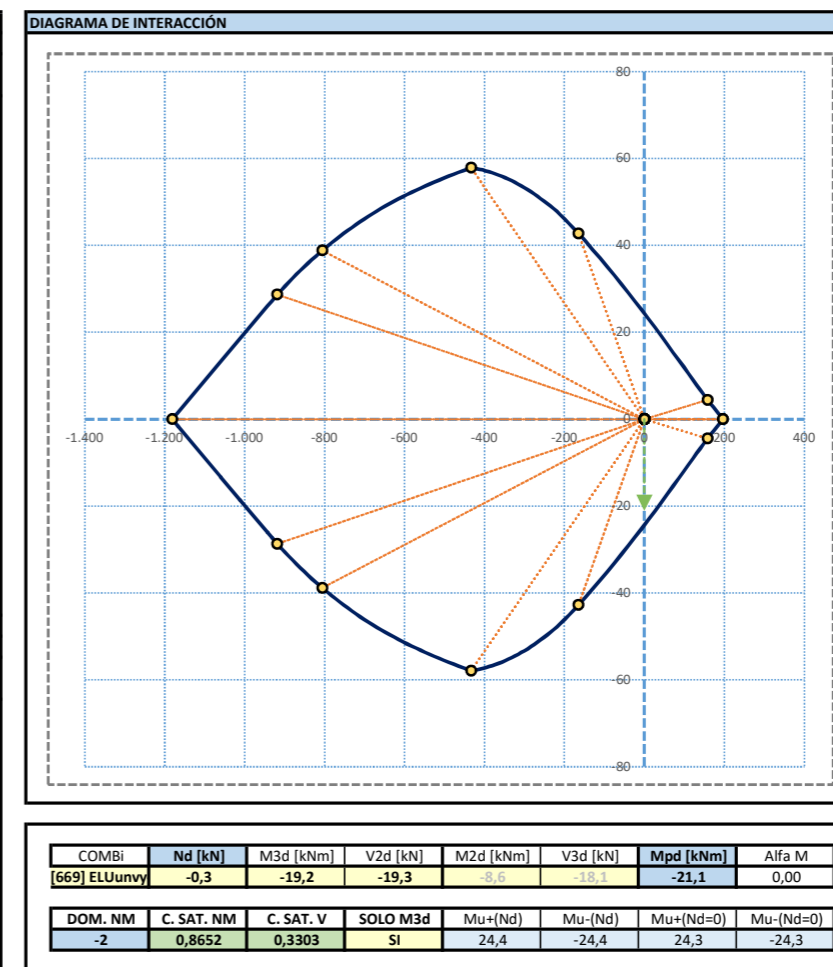 DIAGRAMA DE INTERACCIÓN
80
60
40
20
-1.400 -1.200 -1.000 -800 -600 -400 -200 0 0 200 400
-20
-40
-60
-80
COMBi Nd [kN] M3d [kNm] V2d [kN] M2d [kNm] V3d [kN] Mpd [kNm] Alfa M
[669] ELUunvy -0,3 -19,2 -19,3 -8,6 -18,1 -21,1 0,00
DOM. NM C. SAT. NM C. SAT. V SOLO M3d Mu+(Nd) Mu-(Nd) Mu+(Nd=0) Mu-(Nd=0)
-2 0,8652 0,3303 SI 24,4 -24,4 24,3 -24,3